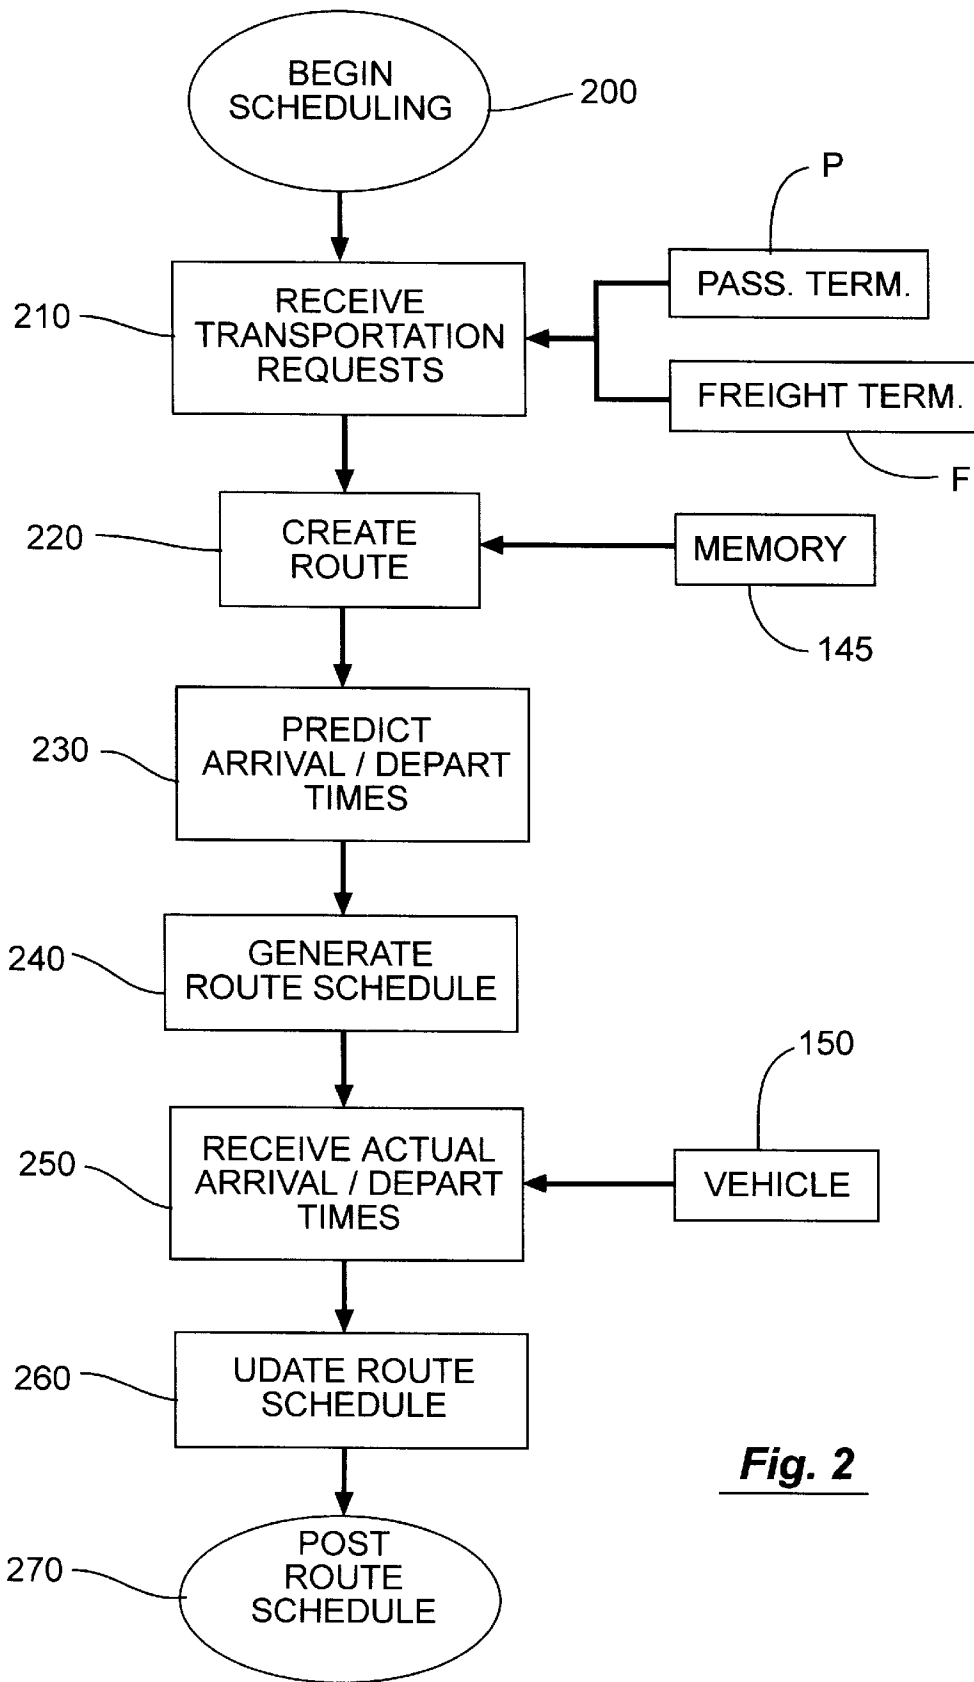 BEGIN
SCHEDULING
200
P
PASS. TERM.
210
RECEIVE
TRANSPORTATION
REQUESTS
FREIGHT TERM.
F
220
CREATE
ROUTE
MEMORY
145
230
PREDICT
ARRIVAL / DEPART
TIMES
240
GENERATE
ROUTE SCHEDULE
150
250
RECEIVE ACTUAL
ARRIVAL / DEPART
TIMES
VEHICLE
260
UDATE ROUTE
SCHEDULE
Fig. 2
270
POST
ROUTE
SCHEDULE